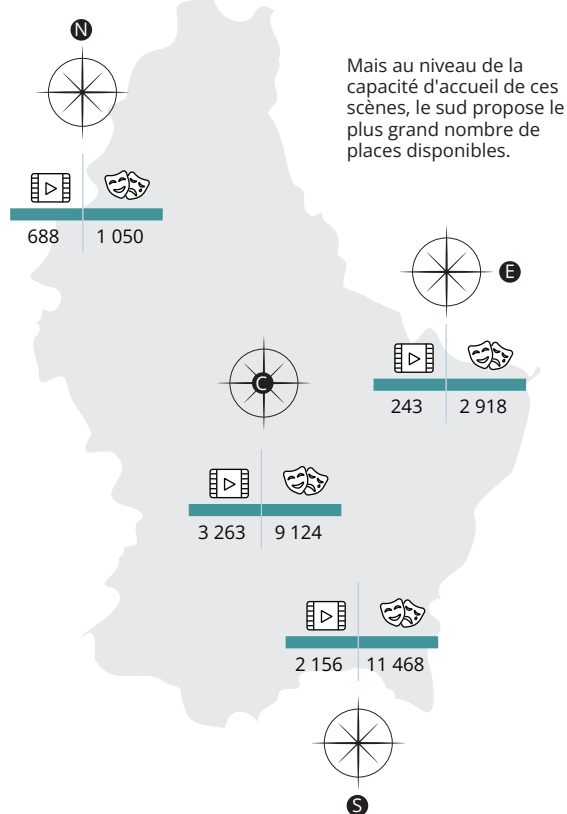 N
Mais au niveau de la
capacité d'accueil de ces
scènes, le sud propose le
plus grand nombre de
places disponibles.
688 1 050
E
243 2 918
C
3 263 9 124
2 156 11 468
S